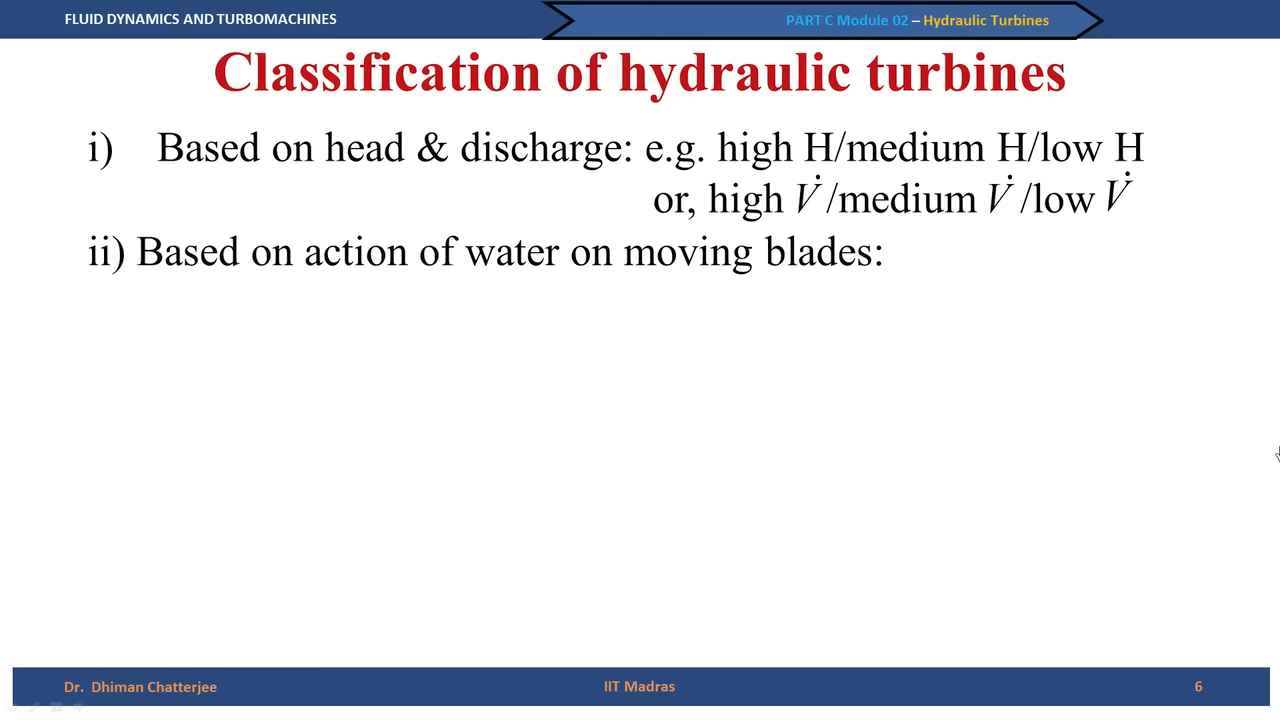 FLUID DYNAMICS AND TURBOMACHINES
PART C Module 02 – Hydraulic Turbines
Classification of hydraulic turbines
i) Based on head & discharge: e.g. high H/medium H/low H
or, high V̇ /medium V̇ /low V̇
ii) Based on action of water on moving blades:
Dr. Dhiman Chatterjee IIT Madras 6